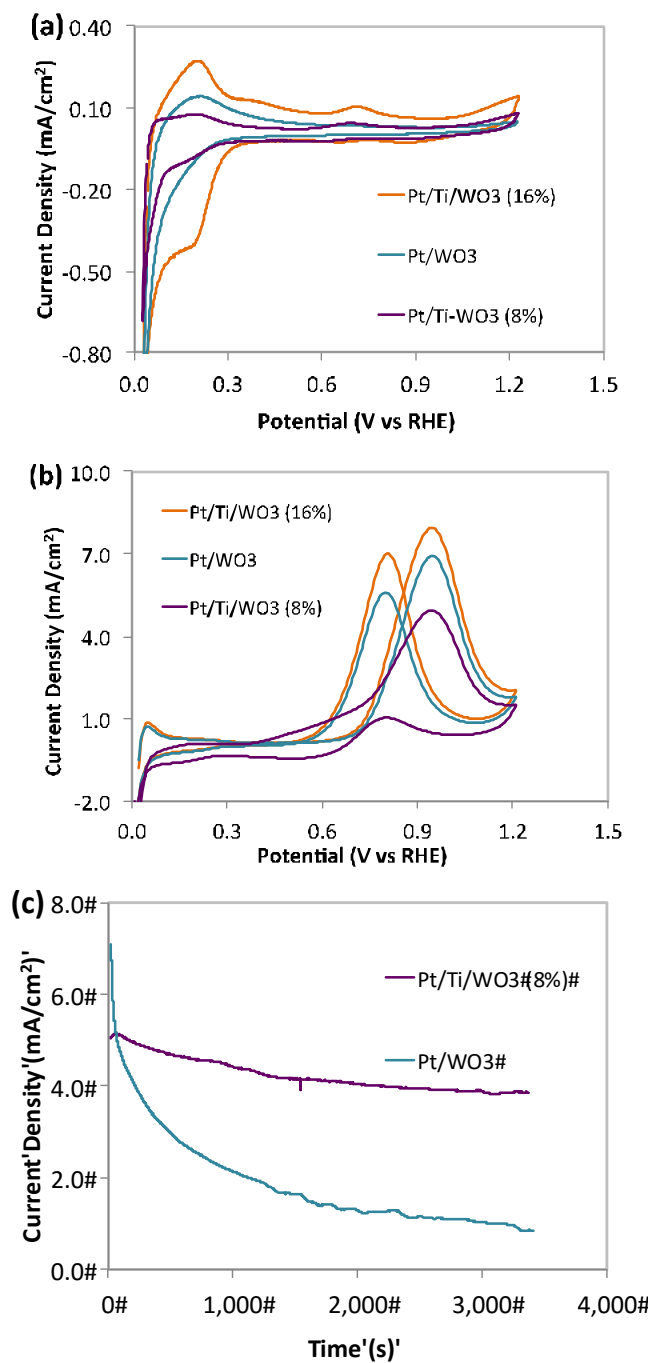 (a)
0.40
0.10
-0.20
-0.50
-0.80
Current Density (mA/cm2)
Pt/Ti/WO3 (16%)
Pt/WO3
Pt/Ti-WO3 (8%)
0.0 0.3 0.6 0.9 1.2 1.5
Potential (V vs RHE)
(b)
10.0
7.0
4.0
1.0
-2.0
Current Density (mA/cm2)
Pt/Ti/WO3 (16%)
Pt/WO3
Pt/Ti/WO3 (8%)
0.0 0.3 0.6 0.9 1.2 1.5
Potential (V vs RHE)
(c)
8.0#
6.0#
4.0#
2.0#
0.0#
Current'Density'(mA/cm2)'
Pt/Ti/WO3#(8%)#
Pt/WO3#
0# 1,000# 2,000# 3,000# 4,000
Time'(s)'